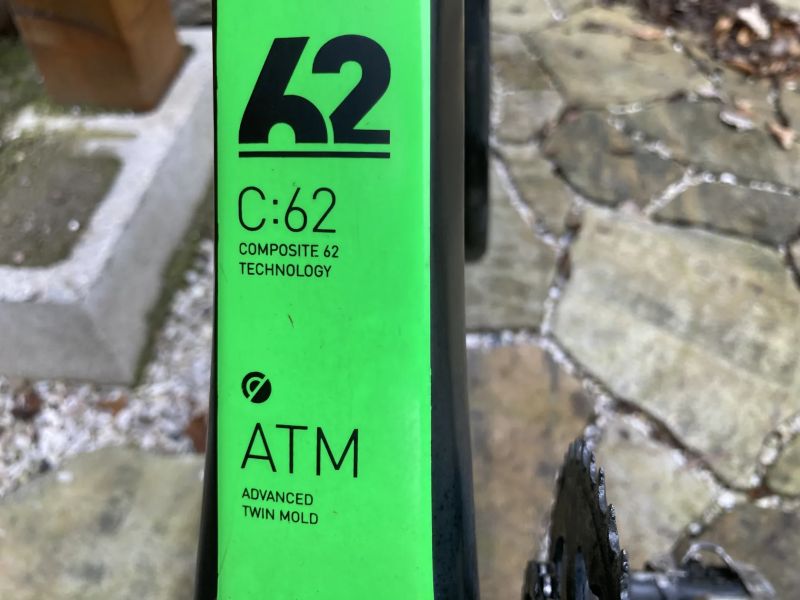 62
C:62
COMPOSITE 62
TECHNOLOGY
ATM
ADVANCED
TWIN MOLD